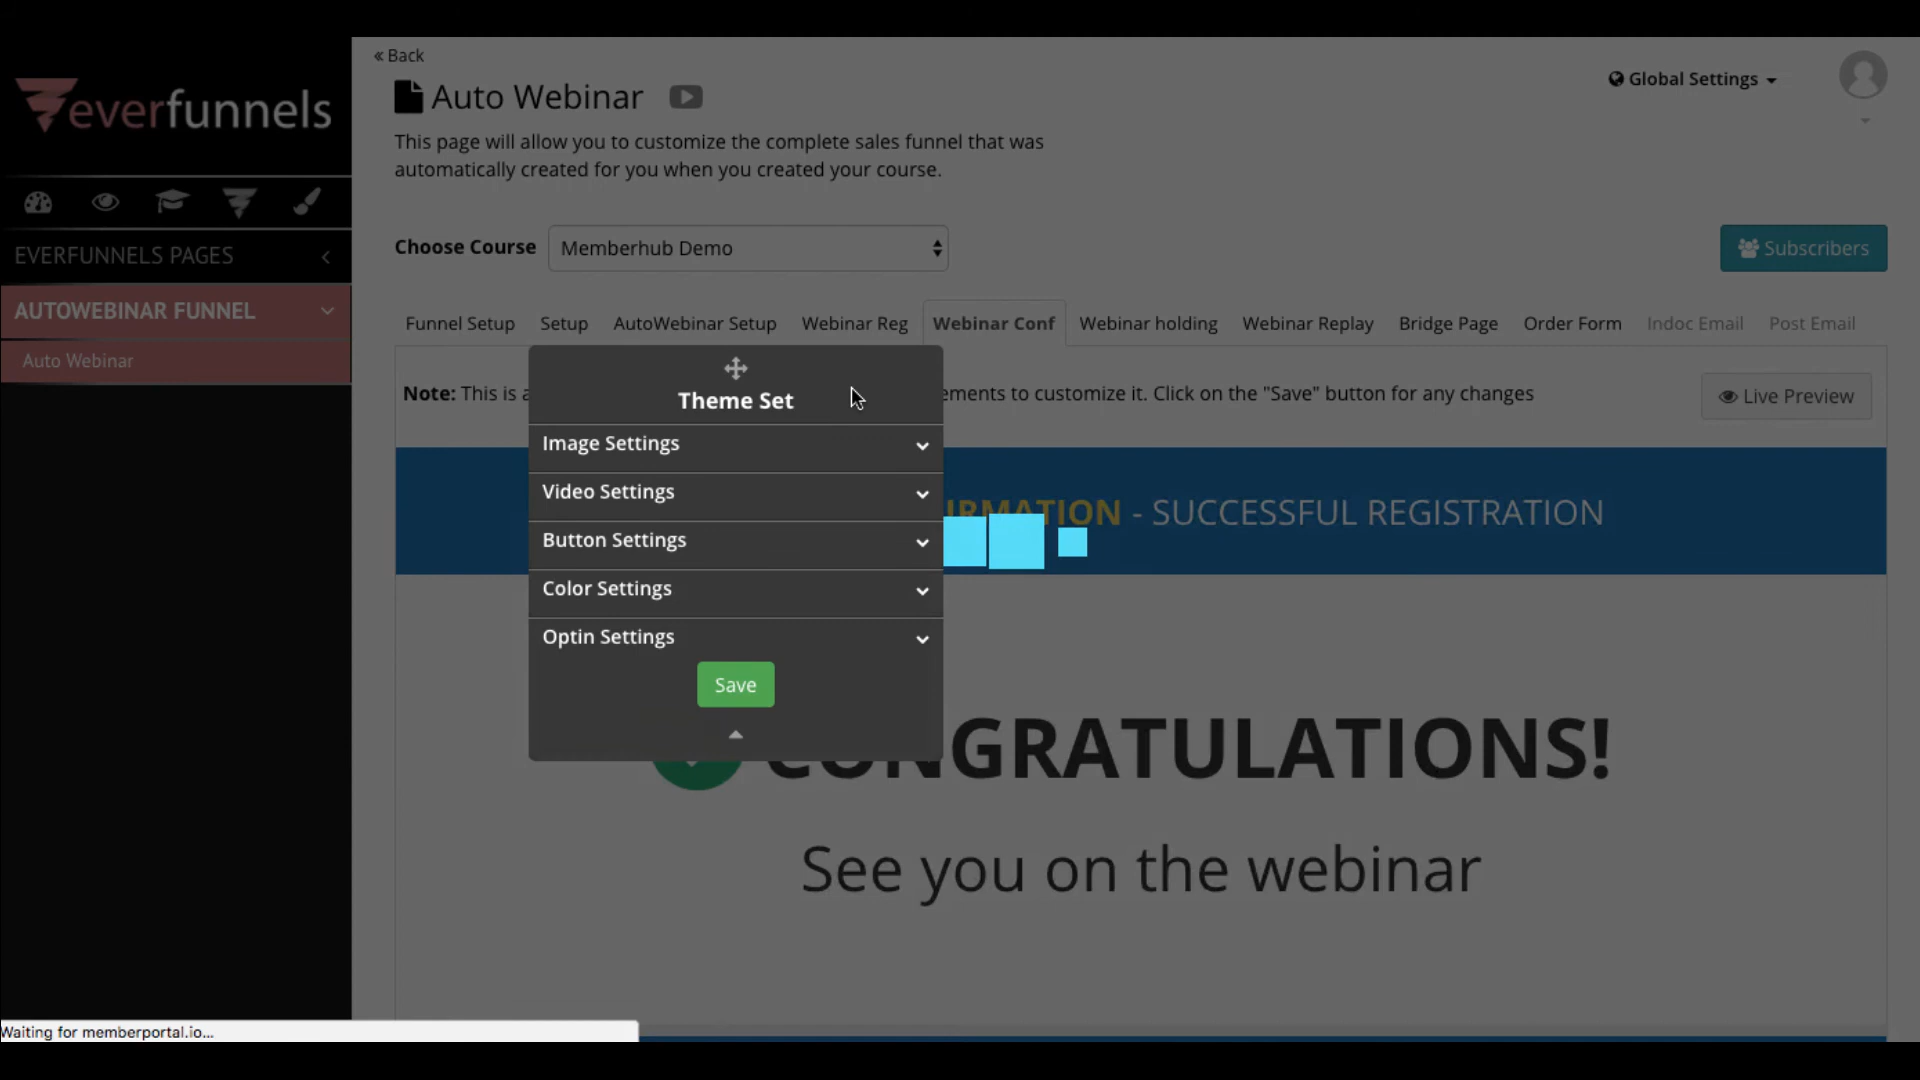 « Back
Auto Webinar
Global Settings
everfunnels
This page will allow you to customize the complete sales funnel that was
automatically created for you when you created your course.
Choose Course
Memberhub Demo
Subscribers
EVERFUNNELS PAGES
AUTOWEBINAR FUNNEL
Auto Webinar
Funnel Setup Setup AutoWebinar Setup Webinar Reg Webinar Conf Webinar holding Webinar Replay Bridge Page Order Form Indoc Email Post Email
Note: This is ements to customize it. Click on the "Save" button for any changes
Live Preview
Theme Set
Image Settings
Video Settings
Button Settings
Color Settings
Optin Settings
Save
RMATION - SUCCESSFUL REGISTRATION
CONGRATULATIONS!
See you on the webinar
Waiting for memberportal.io...